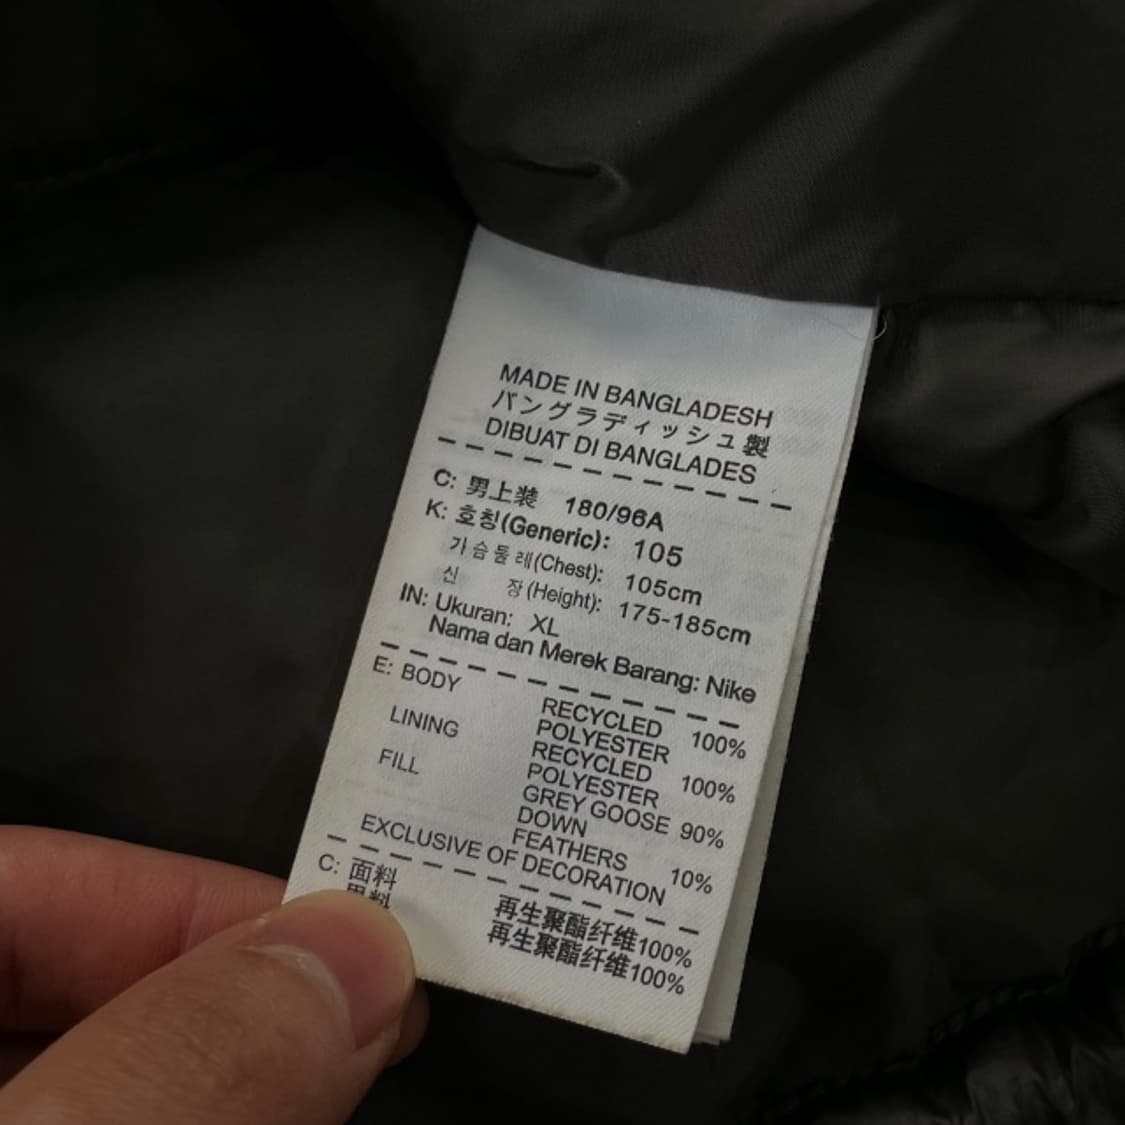 MADE IN BANGLADESH
バングラディッシュ製
DIBUAT DI BANGLADES
C: 男上装 180/96A
K: 호칭(Generic): 105
가슴둘레(Chest): 105cm
신 장(Height): 175-185cm
IN: Ukuran: XL
Nama dan Merek Barang: Nike
E: BODY RECYCLED POLYESTER 100%
LINING RECYCLED POLYESTER 100%
FILL GREY GOOSE DOWN 90%
FEATHERS 10%
EXCLUSIVE OF DECORATION
C: 面料 再生聚酯纤维100%
再生聚酯纤维100%